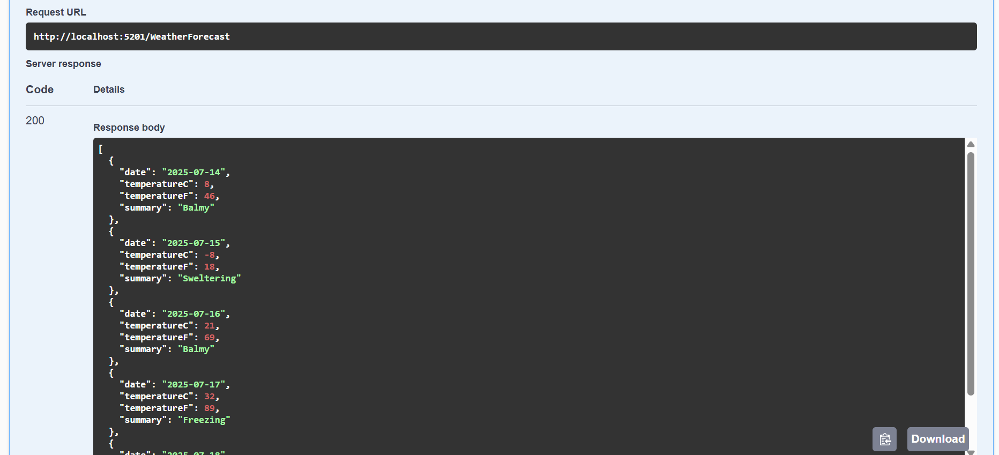 Request URL
http://localhost:5201/WeatherForecast
Server response
Code Details
200
Response body
[
  {
    "date": "2025-07-14",
    "temperatureC": 8,
    "temperatureF": 46,
    "summary": "Balmy"
  },
  {
    "date": "2025-07-15",
    "temperatureC": -8,
    "temperatureF": 18,
    "summary": "Sweltering"
  },
  {
    "date": "2025-07-16",
    "temperatureC": 21,
    "temperatureF": 69,
    "summary": "Balmy"
  },
  {
    "date": "2025-07-17",
    "temperatureC": 32,
    "temperatureF": 89,
    "summary": "Freezing"
  },
  {
    "date": "2025-07-18"
Download